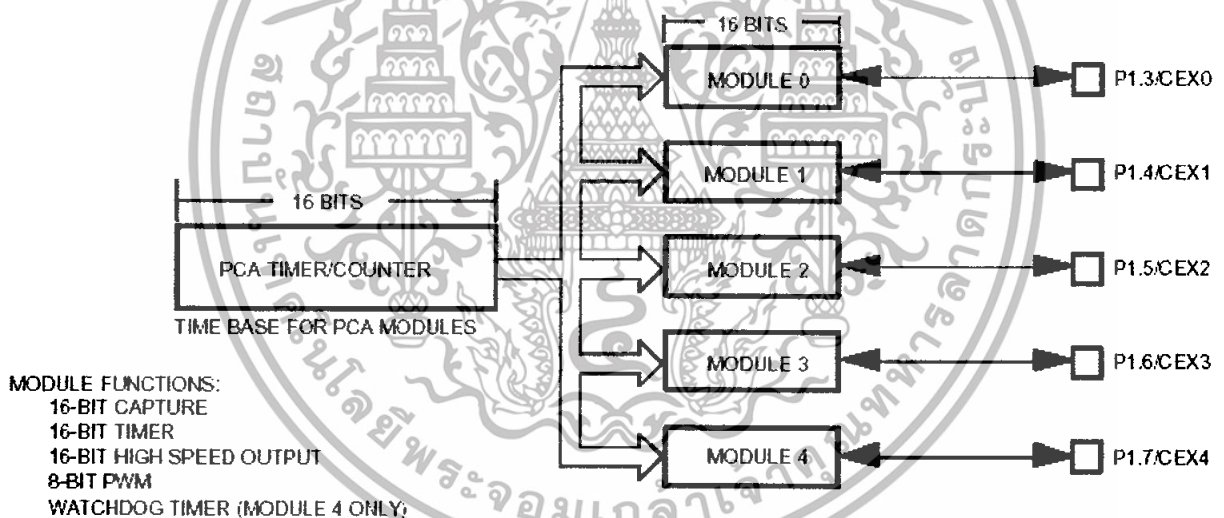 16 BITS
MODULE 0
P1.3/CEX0
MODULE 1
P1.4/CEX1
16 BITS
PCA TIMER/COUNTER
MODULE 2
P1.5/CEX2
TIME BASE FOR PCA MODULES
MODULE 3
P1.6/CEX3
MODULE 4
P1.7/CEX4
MODULE FUNCTIONS:
16-BIT CAPTURE
16-BIT TIMER
16-BIT HIGH SPEED OUTPUT
8-BIT PWM
WATCHDOG TIMER (MODULE 4 ONLY)